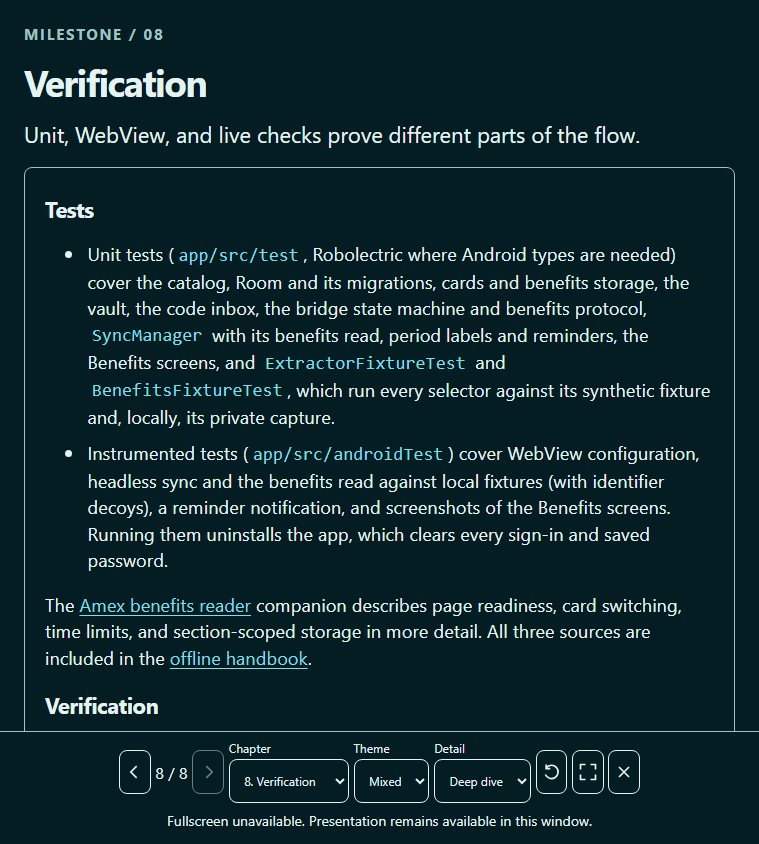 MILESTONE / 08
Verification
Unit, WebView, and live checks prove different parts of the flow.
Tests
• Unit tests ( app/src/test , Robolectric where Android types are needed)
cover the catalog, Room and its migrations, cards and benefits storage, the
vault, the code inbox, the bridge state machine and benefits protocol,
SyncManager with its benefits read, period labels and reminders, the
Benefits screens, and ExtractorFixtureTest and
BenefitsFixtureTest , which run every selector against its synthetic fixture
and, locally, its private capture.
• Instrumented tests ( app/src/androidTest ) cover WebView configuration,
headless sync and the benefits read against local fixtures (with identifier
decoys), a reminder notification, and screenshots of the Benefits screens.
Running them uninstalls the app, which clears every sign-in and saved
password.
The Amex benefits reader companion describes page readiness, card switching,
time limits, and section-scoped storage in more detail. All three sources are
included in the offline handbook.
Verification
Chapter Theme Detail
8 / 8 8. Verification Mixed Deep dive
Fullscreen unavailable. Presentation remains available in this window.